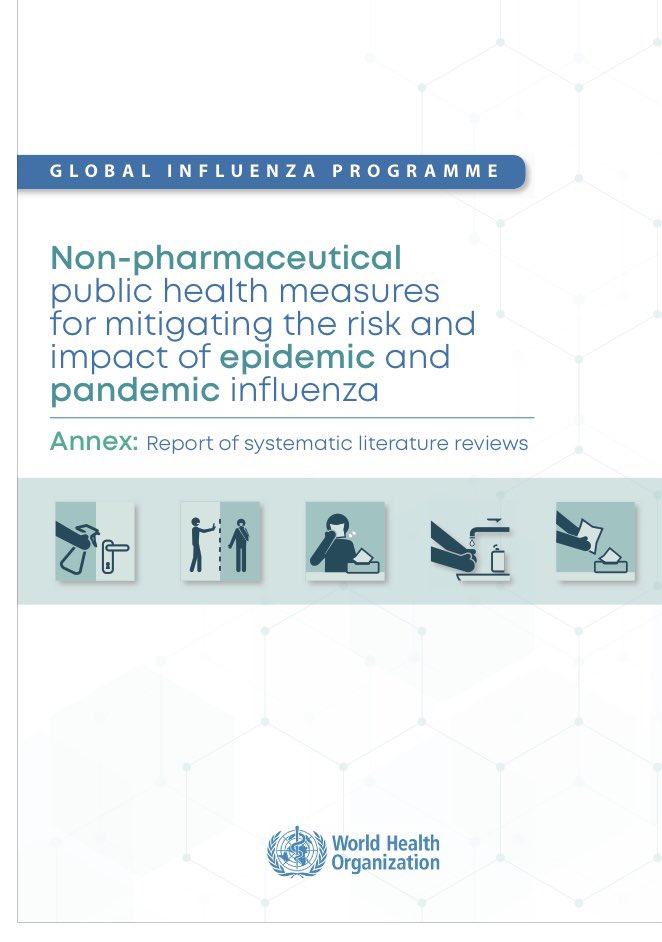 GLOBAL INFLUENZA PROGRAMME
Non-pharmaceutical
public health measures
for mitigating the risk and
impact of epidemic and
pandemic influenza
Annex: Report of systematic literature reviews
World Health
Organization